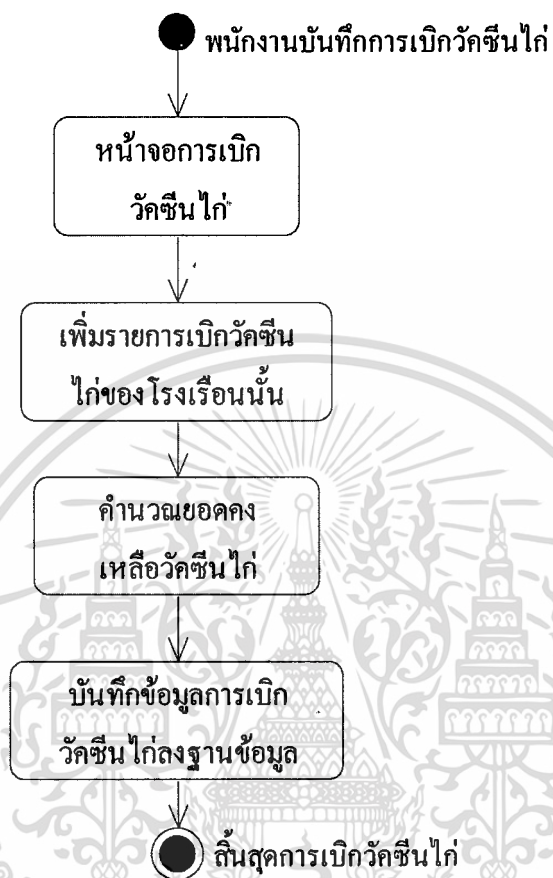 พนักงานบันทึกการเบิกวัคซีนไก่
หน้าจอการเบิก
วัคซีนไก่
เพิ่มรายการเบิกวัคซีน
ไก่ของโรงเรือนนั้น
คำนวณยอดคง
เหลือวัคซีนไก่
บันทึกข้อมูลการเบิก
วัคซีนไก่ลงฐานข้อมูล
สิ้นสุดการเบิกวัคซีนไก่